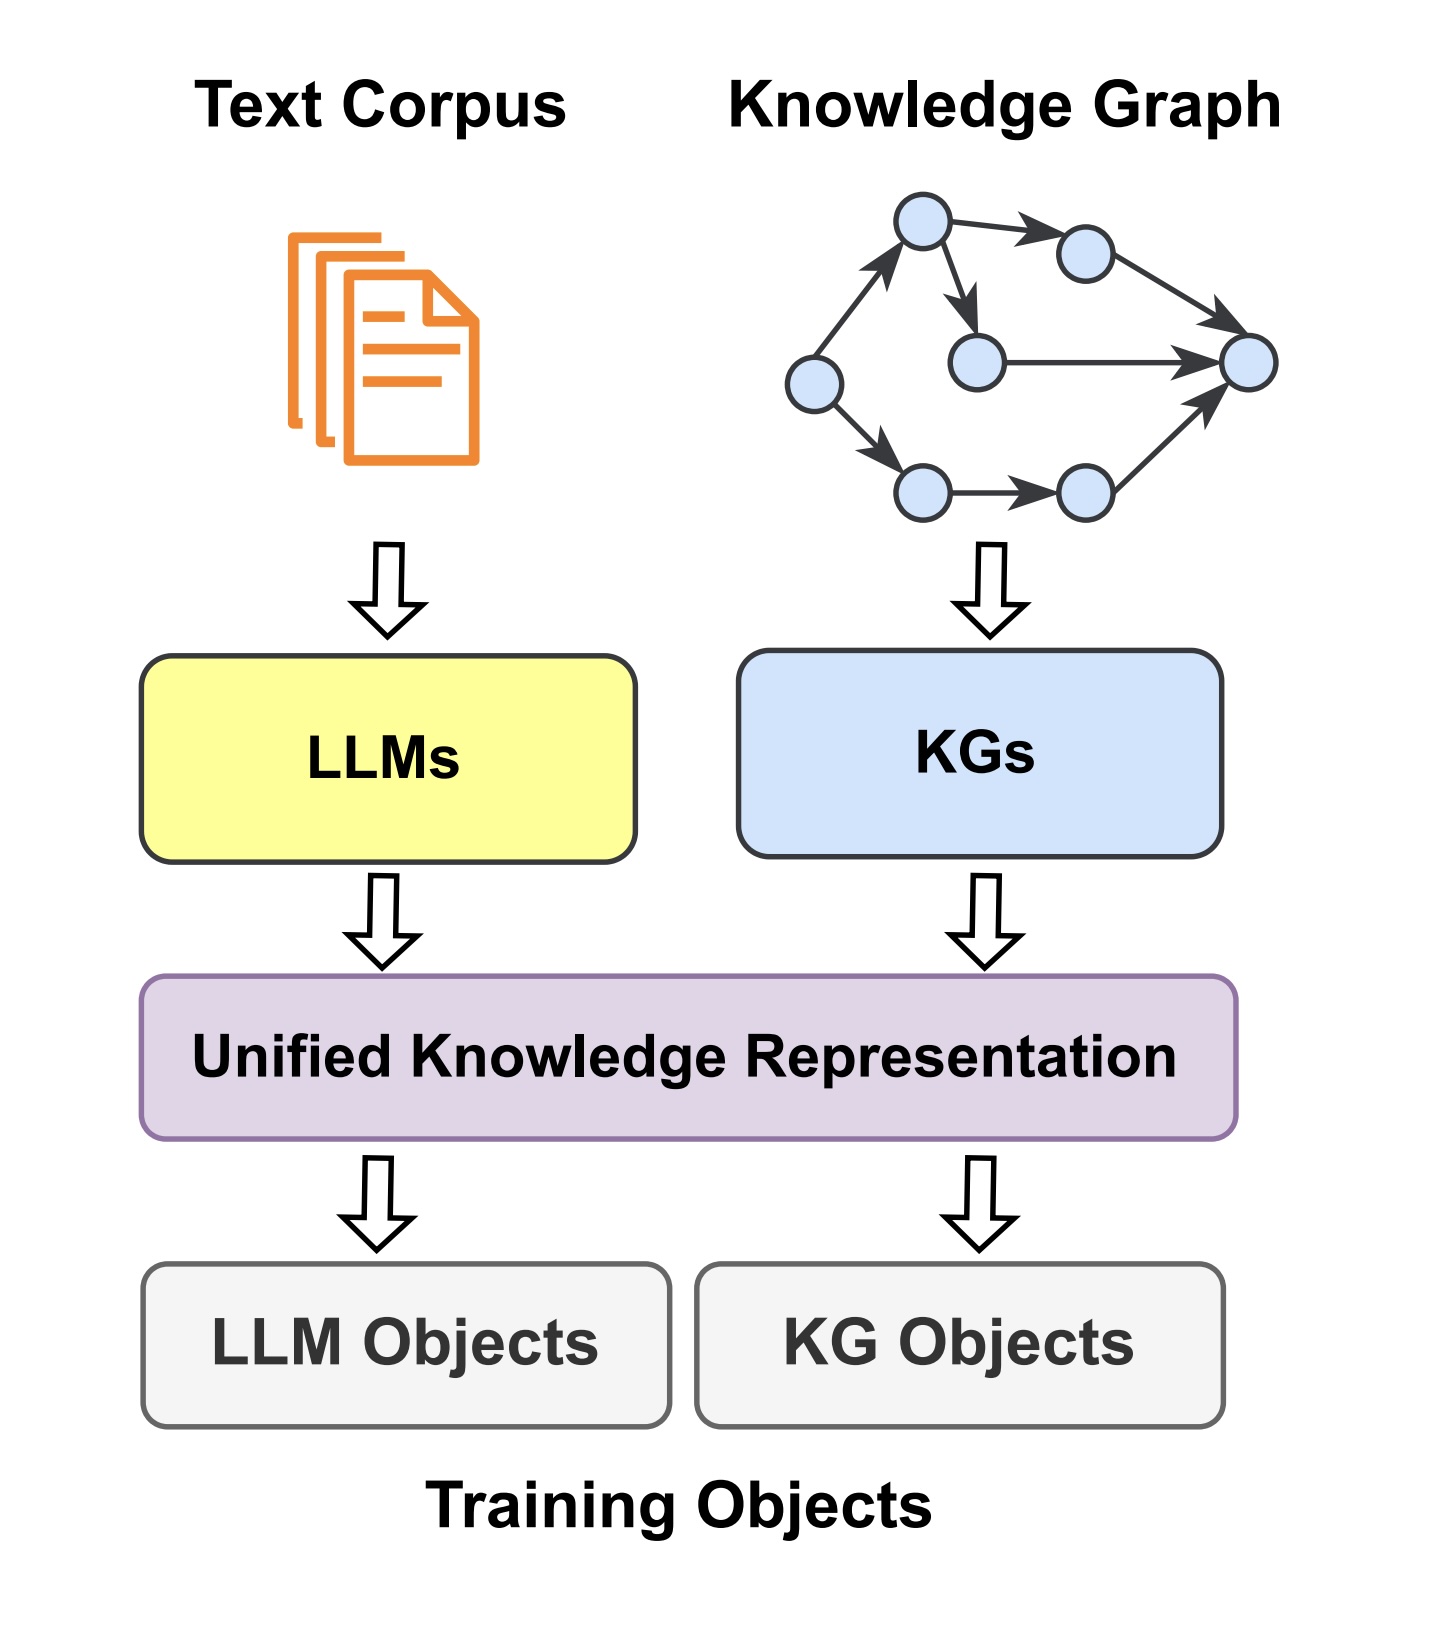 Text Corpus
Knowledge Graph
LLMs
KGs
Unified Knowledge Representation
LLM Objects
KG Objects
Training Objects